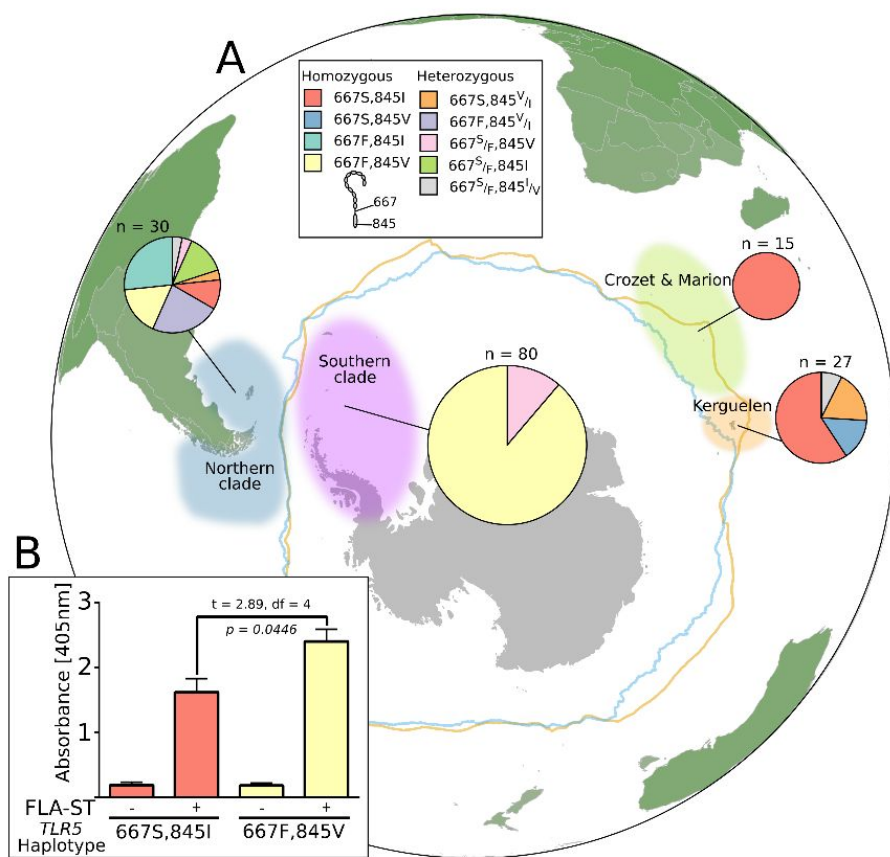 A
Homozygous
667S,845I
667S,845V
667F,845I
667F,845V
Heterozygous
667S,845V/I
667F,845V/I
667S/F,845V
667S/F,845I
667S/F,845I/V
667
845
n = 30
n = 15
Crozet & Marion
Southern
clade
n = 80
n = 27
Kerguelen
Northern
clade
B
Absorbance [405nm]
3
2
1
t = 2.89, df = 4
p = 0.0446
FLA-ST - + - +
TLR5
Haplotype 667S,845I 667F,845V